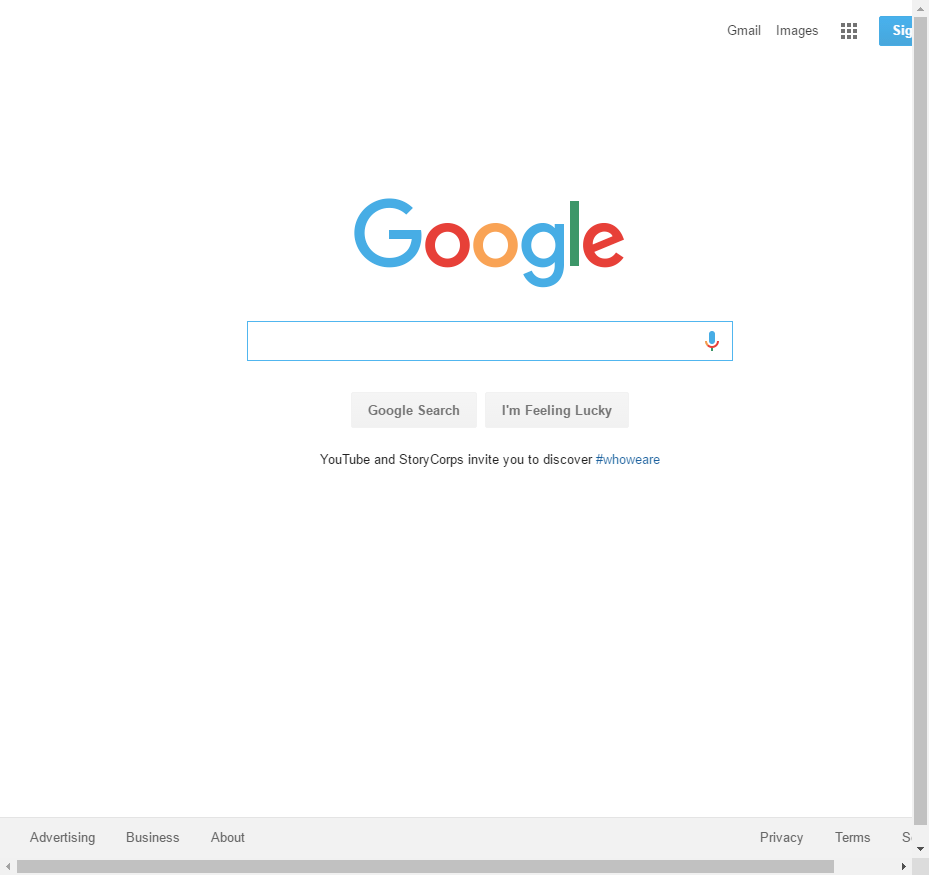 Gmail Images Sig
Google
Google Search I'm Feeling Lucky
YouTube and StoryCorps invite you to discover #whoweare
Advertising Business About Privacy Terms S